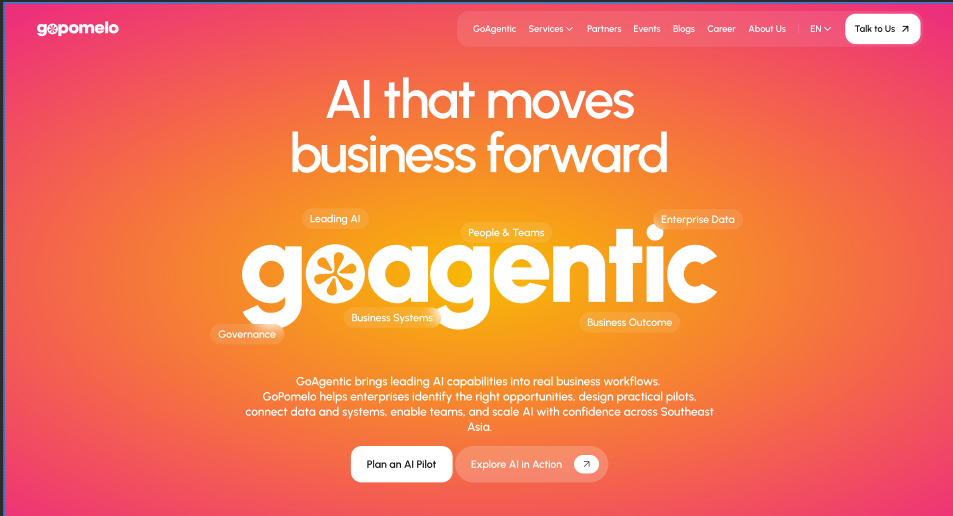 gopomelo
GoAgentic Services Partners Events Blogs Career About Us EN Talk to Us
AI that moves
business forward
Leading AI
Enterprise Data
People & Teams
goagentic
Business Systems
Business Outcome
Governance
GoAgentic brings leading AI capabilities into real business workflows.
GoPomelo helps enterprises identify the right opportunities, design practical pilots,
connect data and systems, enable teams, and scale AI with confidence across Southeast
Asia.
Plan an AI Pilot Explore AI in Action